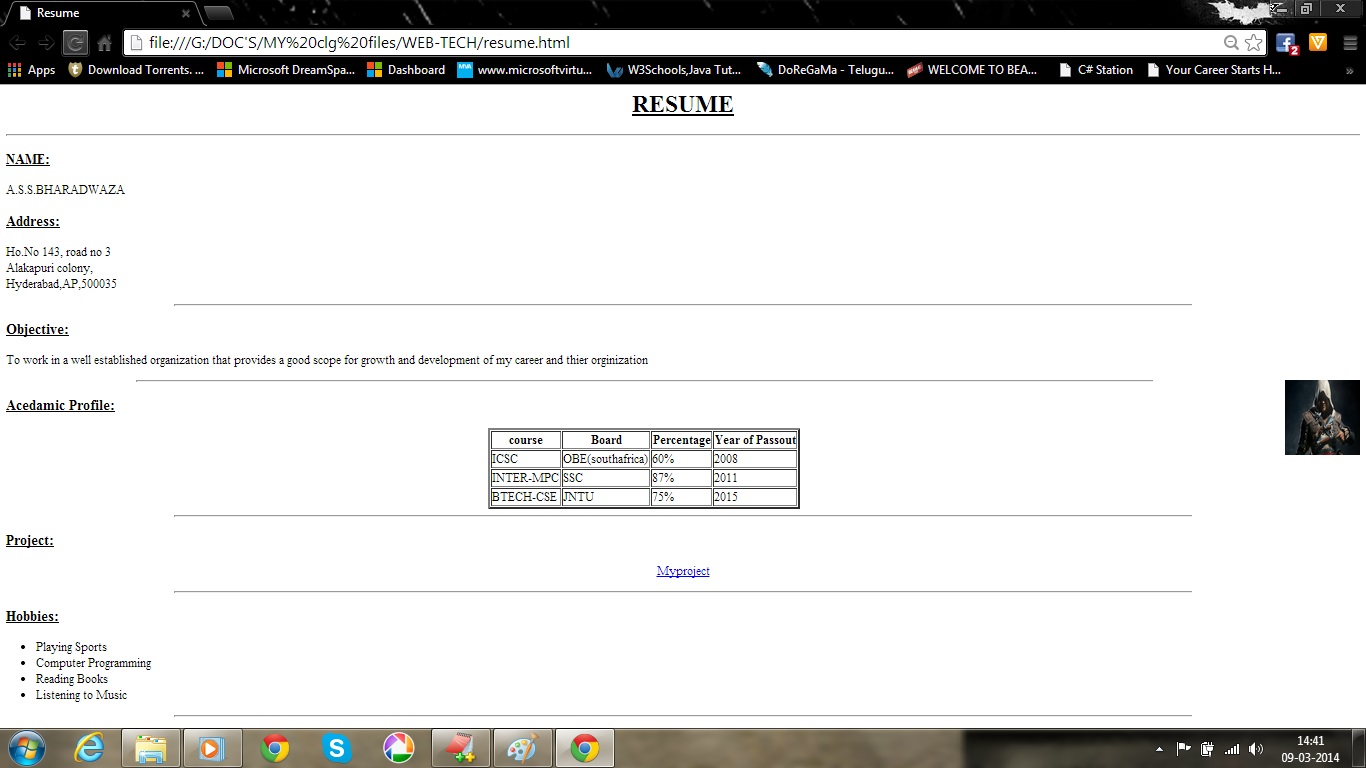 Resume
file:///G:/DOC'S/MY%20clg%20files/WEB-TECH/resume.html
2
Apps Download Torrents. ... Microsoft DreamSpa... Dashboard MVA www.microsoftvirtu... W3Schools,Java Tut... DoReGaMa - Telugu... WELCOME TO BEA... C# Station Your Career Starts H... »
RESUME
NAME:
A.S.S.BHARADWAZA
Address:
Ho.No 143, road no 3
Alakapuri colony,
Hyderabad,AP,500035
Objective:
To work in a well established organization that provides a good scope for growth and development of my career and thier orginization
Acedamic Profile:
course Board Percentage Year of Passout
ICSC OBE(southafrica) 60% 2008
INTER-MPC SSC 87% 2011
BTECH-CSE JNTU 75% 2015
Project:
Myproject
Hobbies:
• Playing Sports
• Computer Programming
• Reading Books
• Listening to Music
14:41
09-03-2014